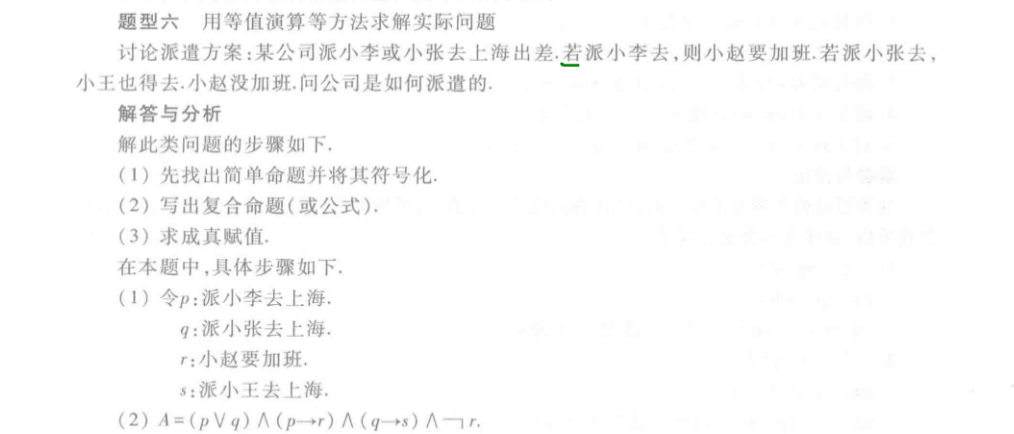 题型六 用等值演算等方法求解实际问题
讨论派遣方案:某公司派小李或小张去上海出差.若派小李去,则小赵要加班.若派小张去,
小王也得去.小赵没加班.问公司是如何派遣的.
解答与分析
解此类问题的步骤如下.
(1) 先找出简单命题并将其符号化.
(2) 写出复合命题(或公式).
(3) 求成真赋值.
在本题中,具体步骤如下.
(1) 令p:派小李去上海.
q:派小张去上海.
r:小赵要加班.
s:派小王去上海.
(2) A=(p∨q)∧(p→r)∧(q→s)∧¬r.